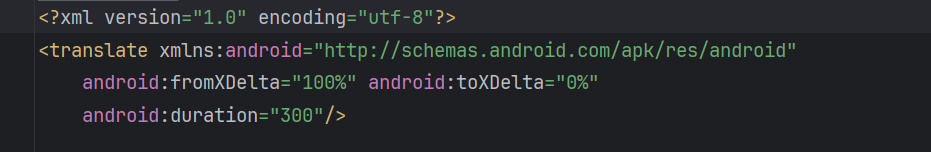 <?xml version="1.0" encoding="utf-8"?>
<translate xmlns:android="http://schemas.android.com/apk/res/android"
    android:fromXDelta="100%" android:toXDelta="0%"
    android:duration="300"/>